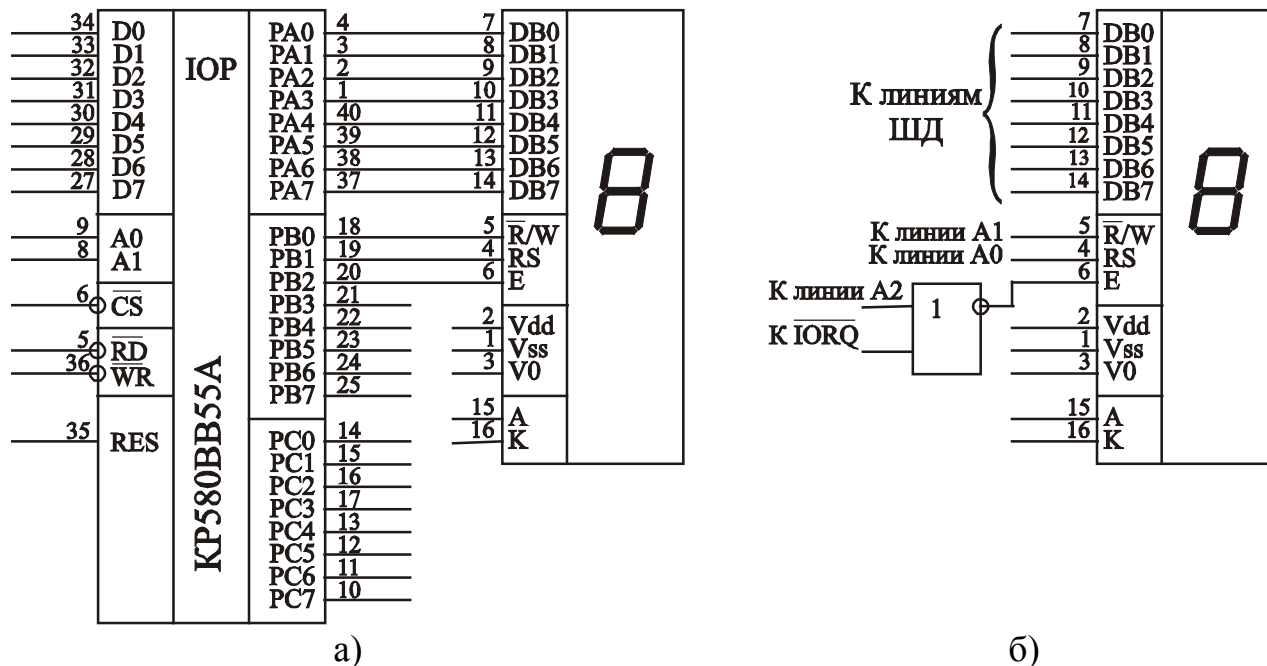 34 D0 IOP PA0 4 7 DB0
33 D1 PA1 3 8 DB1
32 D2 PA2 2 9 DB2
31 D3 PA3 1 10 DB3
30 D4 PA4 40 11 DB4
29 D5 PA5 39 12 DB5
28 D6 PA6 38 13 DB6
27 D7 PA7 37 14 DB7
9 A0 PB0 18 5 R̅/W
8 A1 PB1 19 4 RS
PB2 20 6 E
6 C̅S̅ PB3 21
PB4 22 2 Vdd
5 R̅D̅ PB5 23 1 Vss
36 W̅R̅ PB6 24 3 V0
PB7 25
15 A
35 RES PC0 14 16 K
PC1 15
PC2 16
PC3 17
PC4 13
PC5 12
PC6 11
PC7 10
КР580ВВ55А
а)
7 DB0
8 DB1
9 DB2
10 DB3
11 DB4
12 DB5
13 DB6
14 DB7
К линиям
ШД
К линии А1 5 R̅/W
К линии А0 4 RS
6 E
К линии А2
1
К I̅O̅R̅Q̅
2 Vdd
1 Vss
3 V0
15 A
16 K
б)